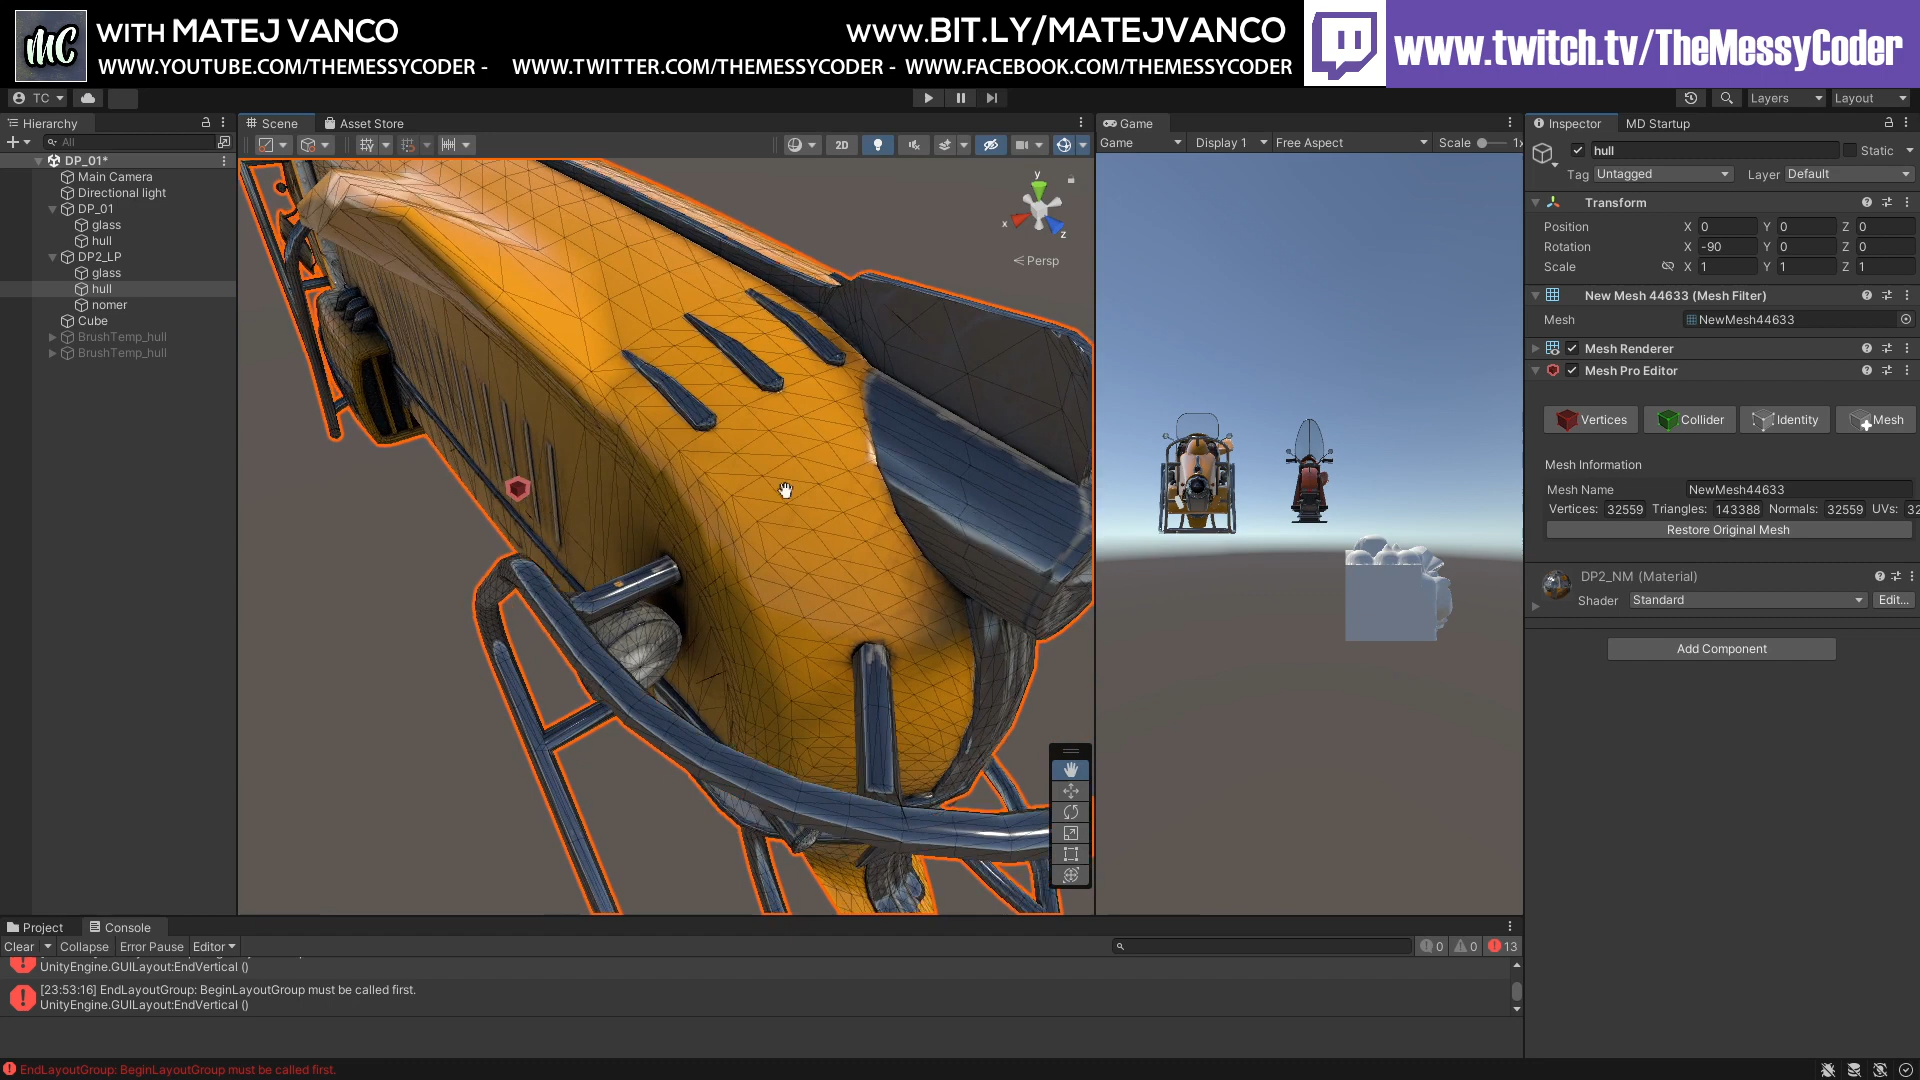 MC
WITH MATEJ VANCO
WWW.BIT.LY/MATEJVANCO
WWW.YOUTUBE.COM/THEMESSYCODER - WWW.TWITTER.COM/THEMESSYCODER - WWW.FACEBOOK.COM/THEMESSYCODER
www.twitch.tv/TheMessyCoder
TC
Layers
Layout
Hierarchy
All
DP_01*
Main Camera
Directional light
DP_01
glass
hull
DP2_LP
glass
hull
nomer
Cube
BrushTemp_hull
BrushTemp_hull
Scene
Asset Store
2D
y
x
z
Persp
Game
Game
Display 1
Free Aspect
Scale
1x
Inspector
MD Startup
hull
Static
Tag
Untagged
Layer
Default
Transform
Position X 0 Y 0 Z 0
Rotation X -90 Y 0 Z 0
Scale X 1 Y 1 Z 1
New Mesh 44633 (Mesh Filter)
Mesh
NewMesh44633
Mesh Renderer
Mesh Pro Editor
Vertices
Collider
Identity
Mesh
Mesh Information
Mesh Name
NewMesh44633
Vertices: 32559 Triangles: 143388 Normals: 32559 UVs: 32
Restore Original Mesh
DP2_NM (Material)
Shader
Standard
Edit...
Add Component
Project
Console
Clear
Collapse
Error Pause
Editor
0
0
13
UnityEngine.GUILayout:EndVertical ()
[23:53:16] EndLayoutGroup: BeginLayoutGroup must be called first.
UnityEngine.GUILayout:EndVertical ()
EndLayoutGroup: BeginLayoutGroup must be called first.